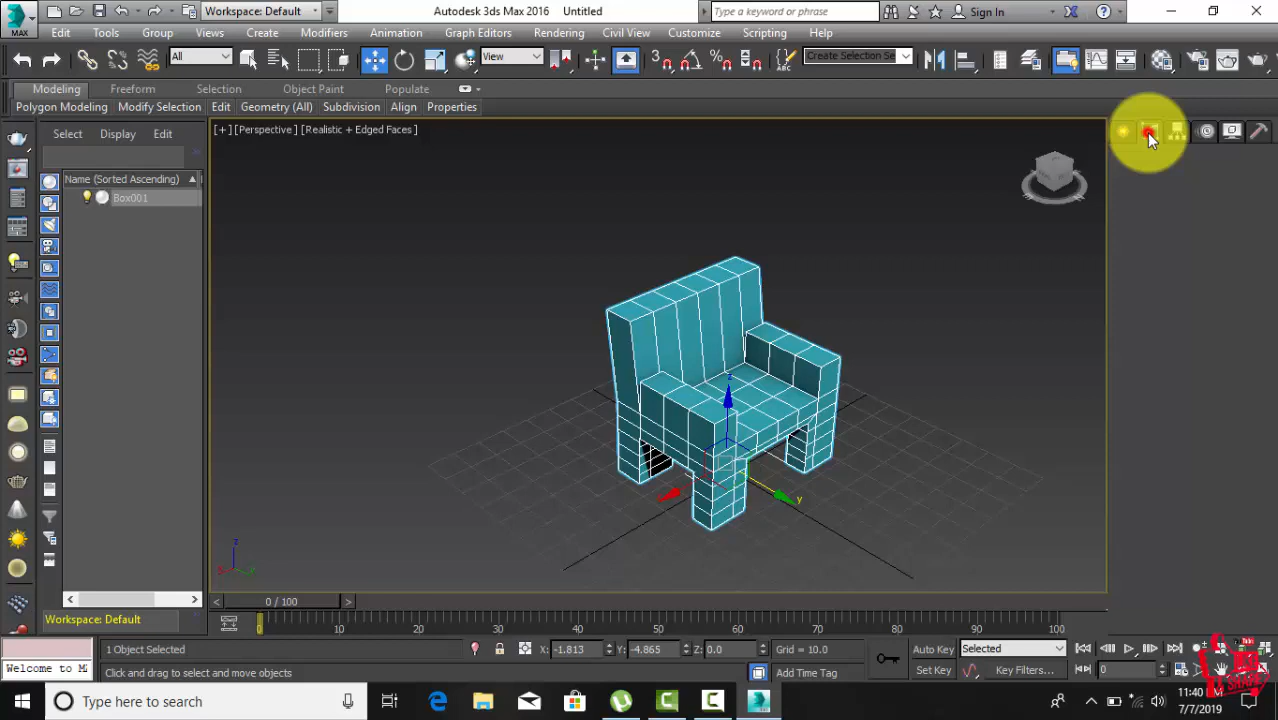 MAX
Workspace: Default
Autodesk 3ds Max 2016 Untitled
Type a keyword or phrase
Sign In
Edit Tools Group Views Create Modifiers Animation Graph Editors Rendering Civil View Customize Scripting Help
All
View
Create Selection Se
Modeling Freeform Selection Object Paint Populate
Polygon Modeling Modify Selection Edit Geometry (All) Subdivision Align Properties
Select Display Edit
[+] [Perspective] [Realistic + Edged Faces]
Name (Sorted Ascending)
Box001
z
y
z
Workspace: Default
0 / 100
0 10 20 30 40 50 60 70 80 90 100
1 Object Selected
X: -1.813
Y: -4.865
Z: 0.0
Grid = 10.0
Auto Key
Selected
Welcome to M
Click and drag to select and move objects
Add Time Tag
Set Key
Key Filters...
0
Type here to search
11:40
7/7/2019